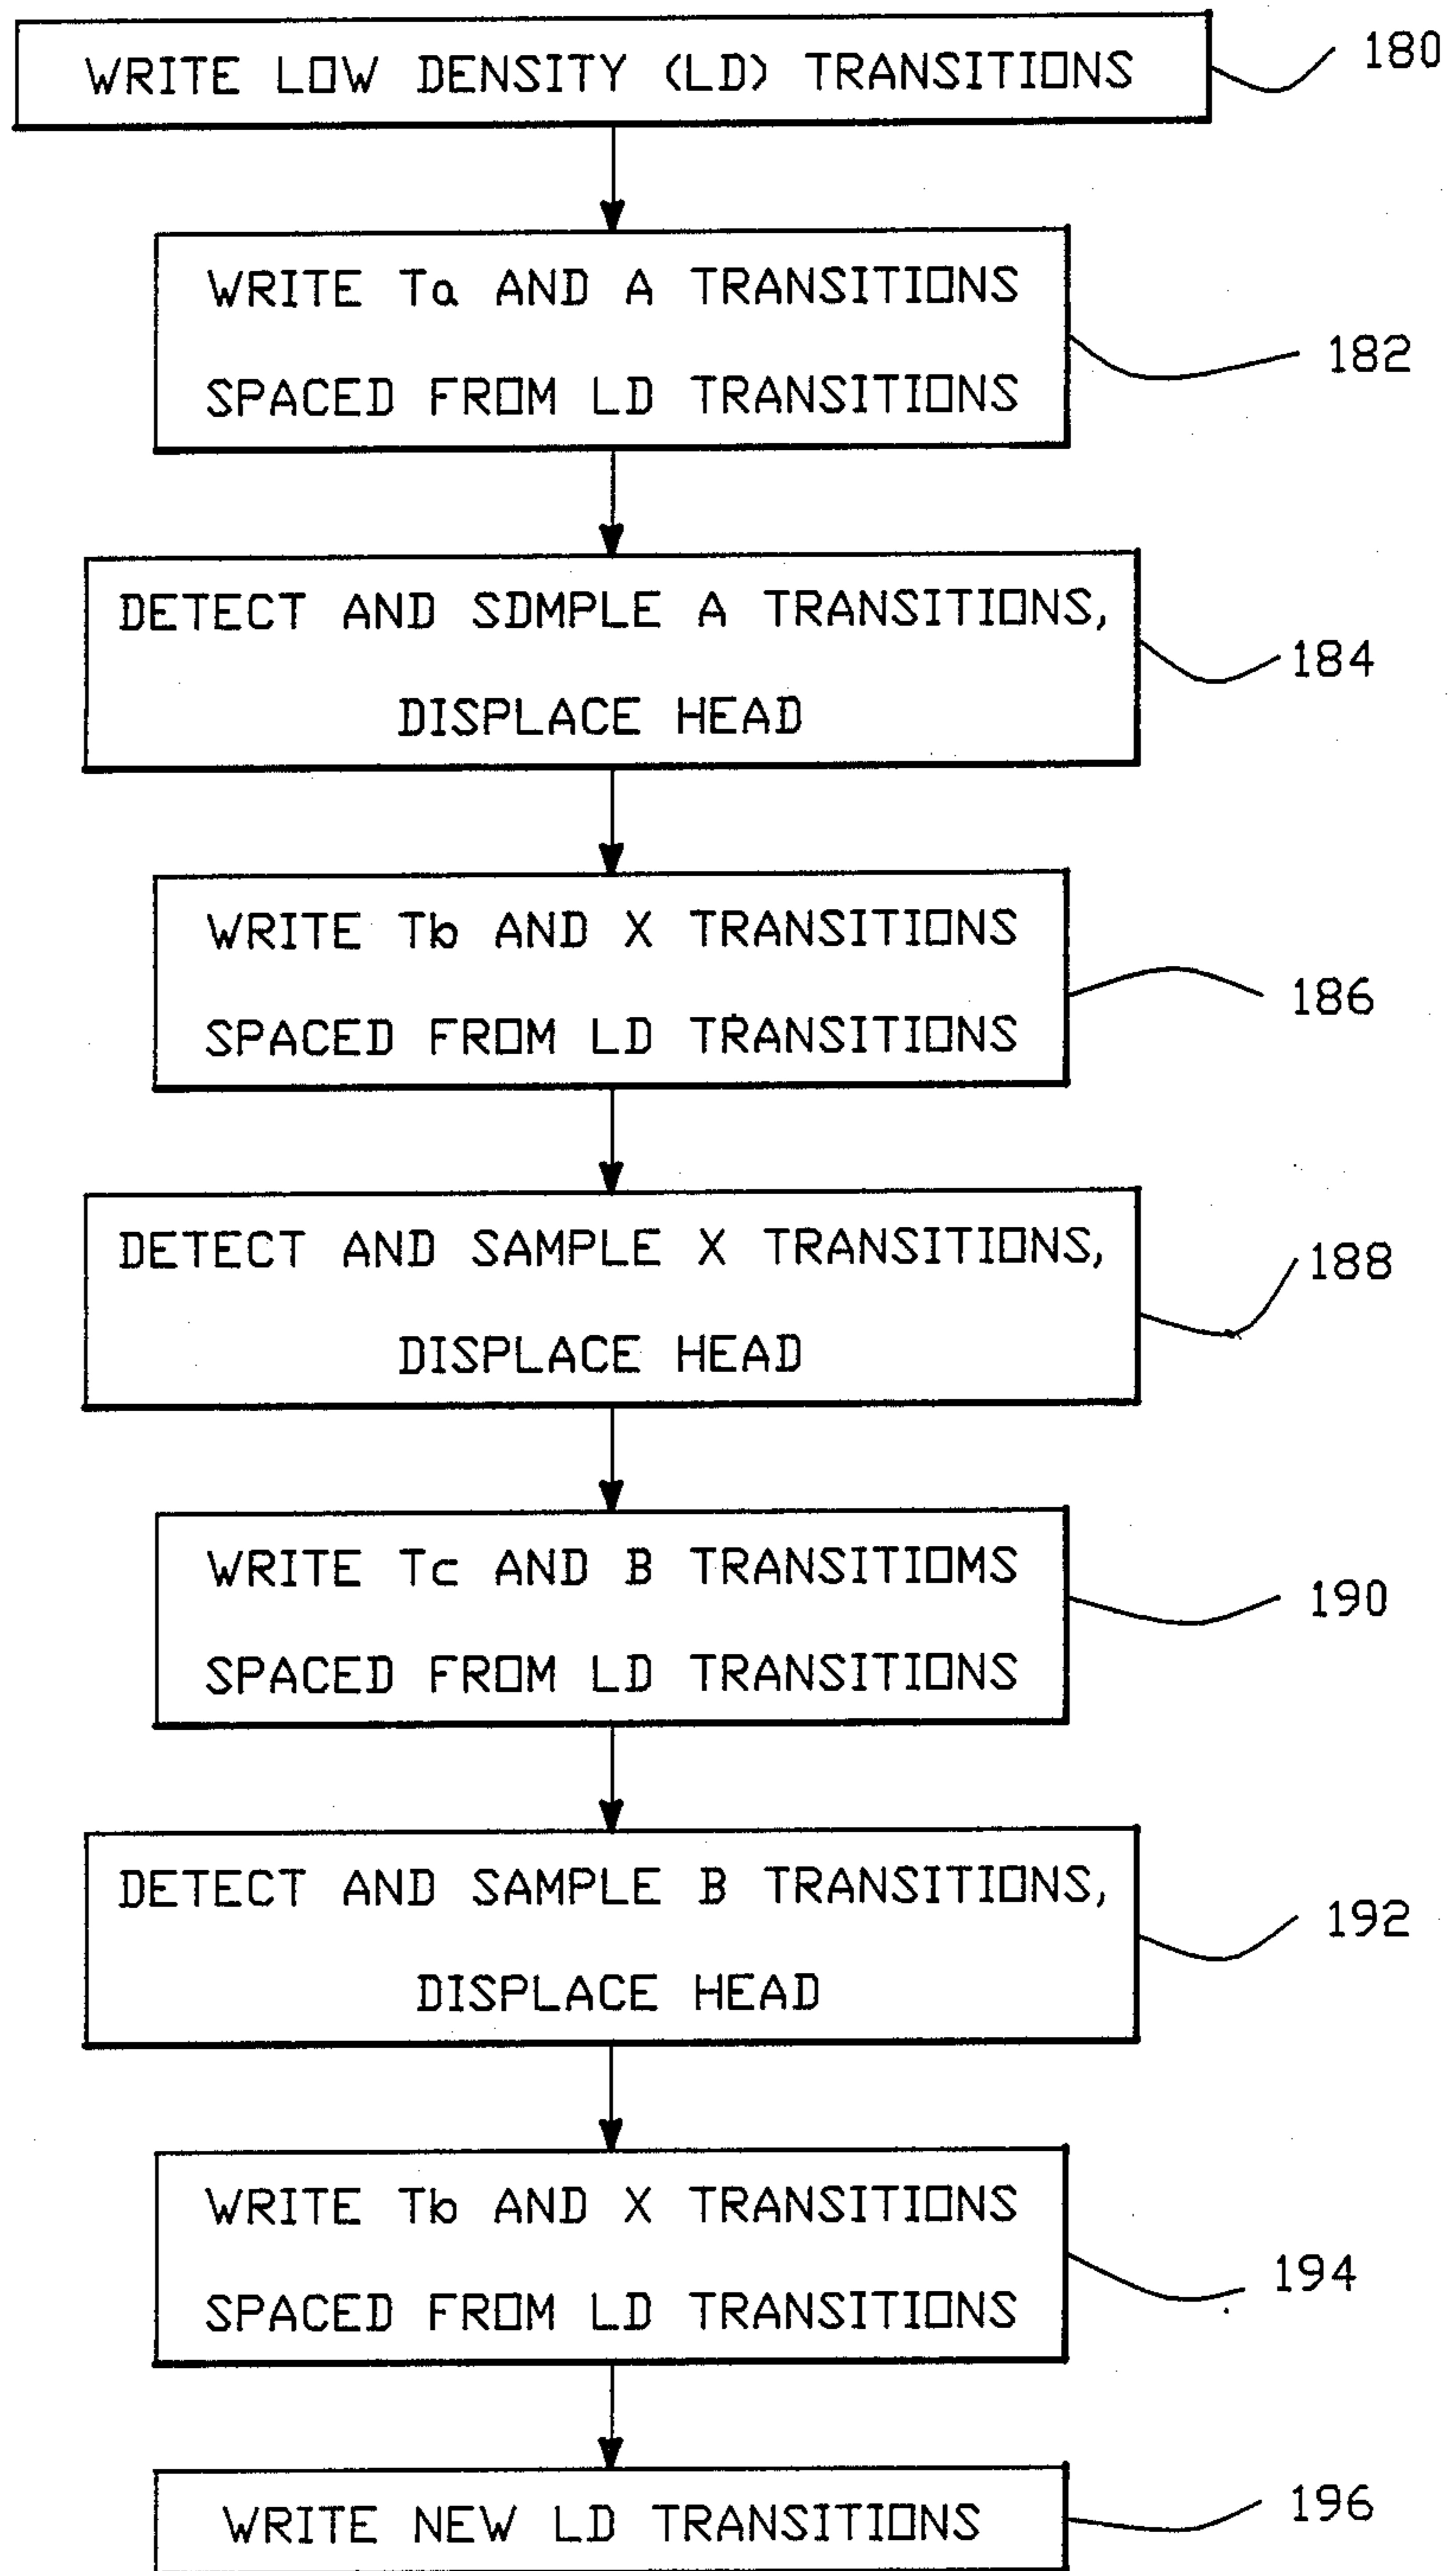 WRITE LOW DENSITY (LD) TRANSITIONS
180
WRITE Ta AND A TRANSITIONS
SPACED FROM LD TRANSITIONS
182
DETECT AND SDMPLE A TRANSITIONS,
DISPLACE HEAD
184
WRITE Tb AND X TRANSITIONS
SPACED FROM LD TRANSITIONS
186
DETECT AND SAMPLE X TRANSITIONS,
DISPLACE HEAD
188
WRITE Tc AND B TRANSITIOMS
SPACED FROM LD TRANSITIONS
190
DETECT AND SAMPLE B TRANSITIONS,
DISPLACE HEAD
192
WRITE Tb AND X TRANSITIONS
SPACED FROM LD TRANSITIONS
194
WRITE NEW LD TRANSITIONS
196